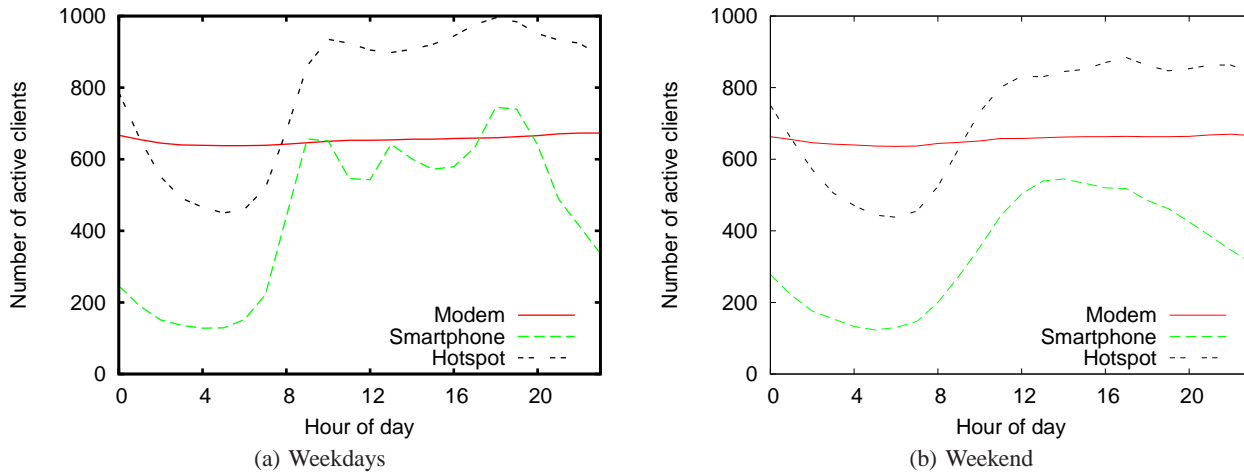 1000
800
600
400
200
0
Number of active clients
0 4 8 12 16 20
Hour of day
Modem
Smartphone
Hotspot
(a) Weekdays
1000
800
600
400
200
0
Number of active clients
0 4 8 12 16 20
Hour of day
Modem
Smartphone
Hotspot
(b) Weekend